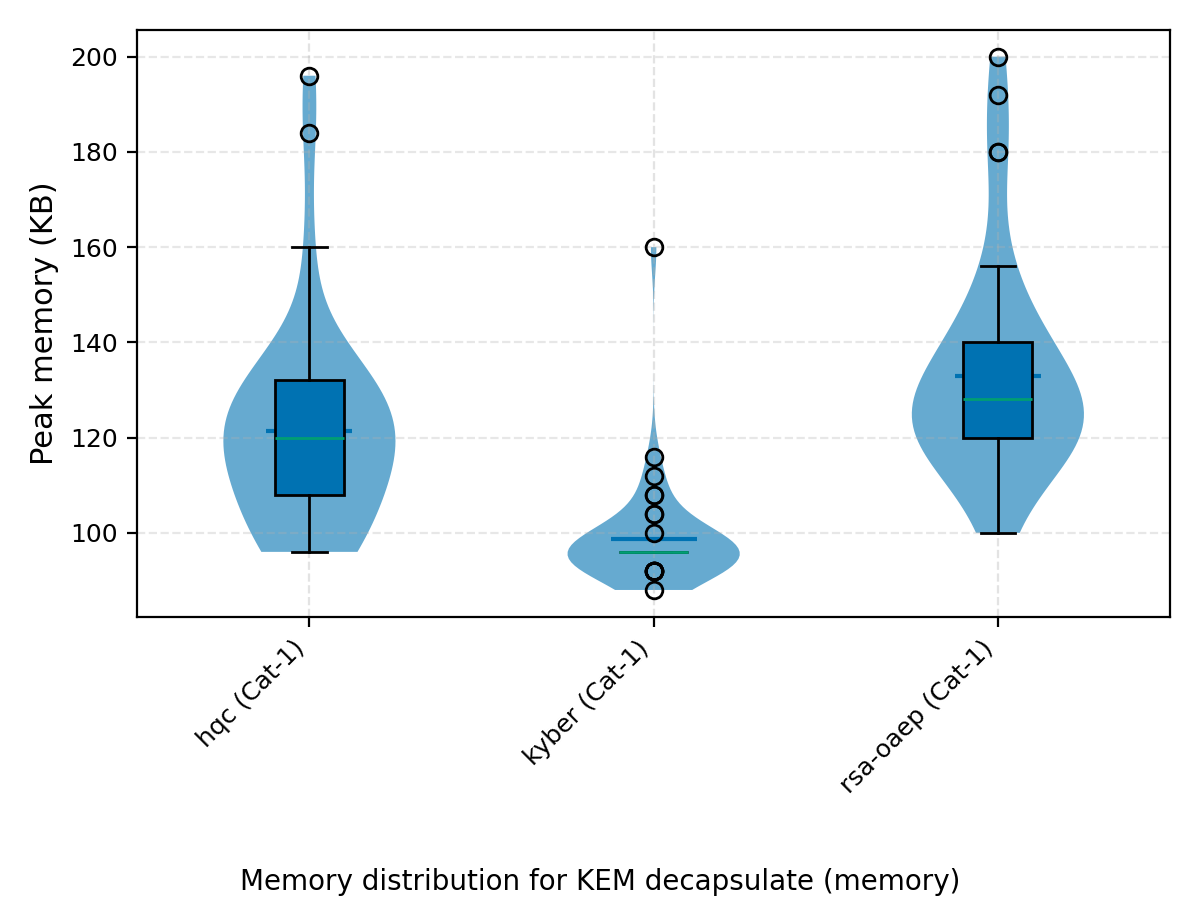 Peak memory (KB)
200
180
160
140
120
100
hqc (Cat-1)
kyber (Cat-1)
rsa-oaep (Cat-1)
Memory distribution for KEM decapsulate (memory)